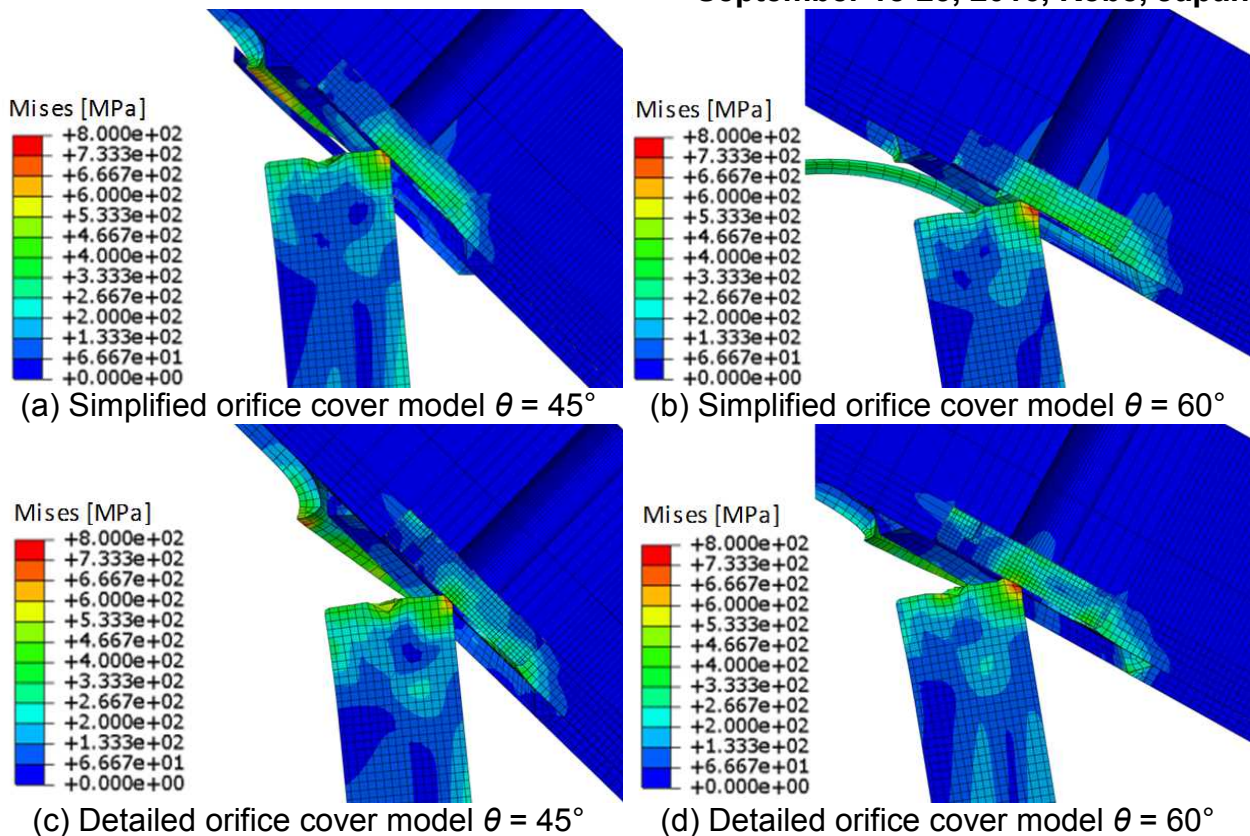 Mises [MPa]
+8.000e+02
+7.333e+02
+6.667e+02
+6.000e+02
+5.333e+02
+4.667e+02
+4.000e+02
+3.333e+02
+2.667e+02
+2.000e+02
+1.333e+02
+6.667e+01
+0.000e+00
(a) Simplified orifice cover model θ = 45°
Mises [MPa]
+8.000e+02
+7.333e+02
+6.667e+02
+6.000e+02
+5.333e+02
+4.667e+02
+4.000e+02
+3.333e+02
+2.667e+02
+2.000e+02
+1.333e+02
+6.667e+01
+0.000e+00
(b) Simplified orifice cover model θ = 60°
Mises [MPa]
+8.000e+02
+7.333e+02
+6.667e+02
+6.000e+02
+5.333e+02
+4.667e+02
+4.000e+02
+3.333e+02
+2.667e+02
+2.000e+02
+1.333e+02
+6.667e+01
+0.000e+00
(c) Detailed orifice cover model θ = 45°
Mises [MPa]
+8.000e+02
+7.333e+02
+6.667e+02
+6.000e+02
+5.333e+02
+4.667e+02
+4.000e+02
+3.333e+02
+2.667e+02
+2.000e+02
+1.333e+02
+6.667e+01
+0.000e+00
(d) Detailed orifice cover model θ = 60°